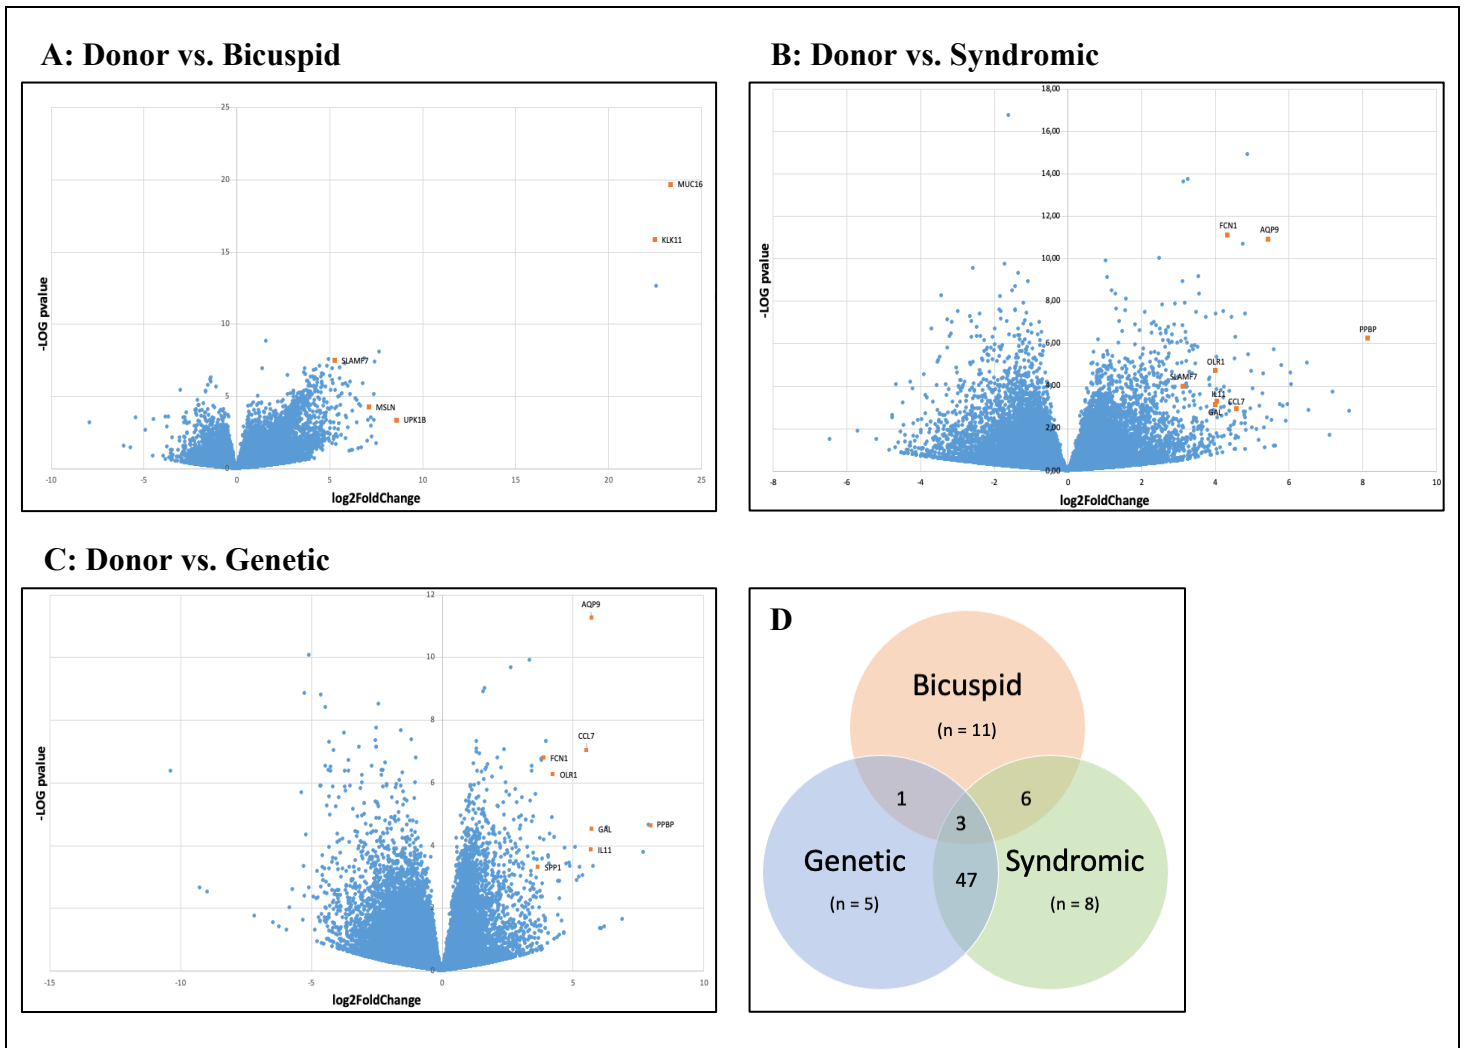 A: Donor vs. Bicuspid
25
20
15
10
5
0
-10
-5
0
5
10
15
20
25
-LOG pvalue
log2FoldChange
MUC16
KLK11
SLAMF7
MSLN
UPK1B
B: Donor vs. Syndromic
18,00
16,00
14,00
12,00
10,00
8,00
6,00
4,00
2,00
0,00
-8
-6
-4
-2
0
2
4
6
8
10
-LOG pvalue
log2FoldChange
FCN1
AQP9
PPBP
OLR1
SLAMF7
IL11
CCL7
GAL
C: Donor vs. Genetic
12
10
8
6
4
2
0
-15
-10
-5
0
5
10
-LOG pvalue
log2FoldChange
AQP9
CCL7
FCN1
OLR1
GAL
PPBP
IL11
SPP1
D
Bicuspid
(n = 11)
1
6
3
Genetic
Syndromic
47
(n = 5)
(n = 8)